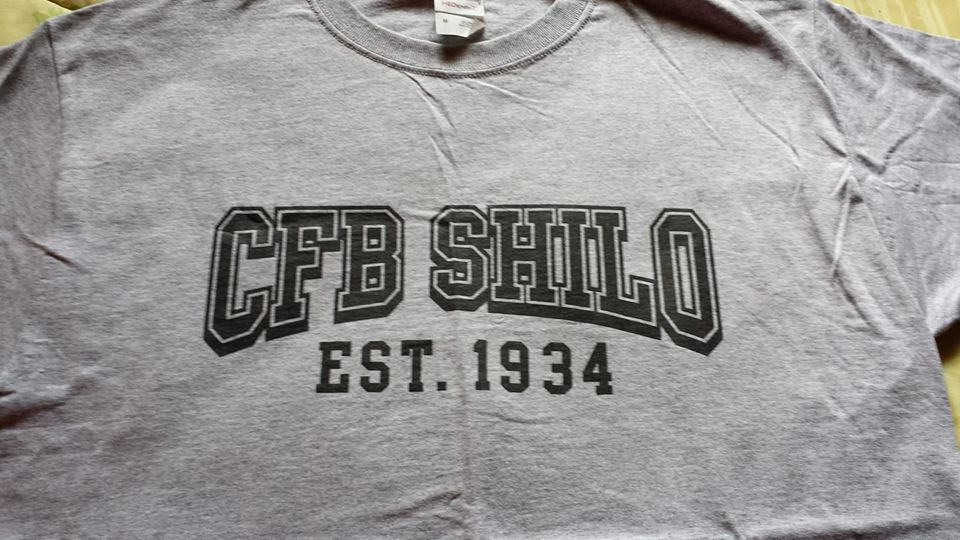 M
CFB SHILO
EST. 1934